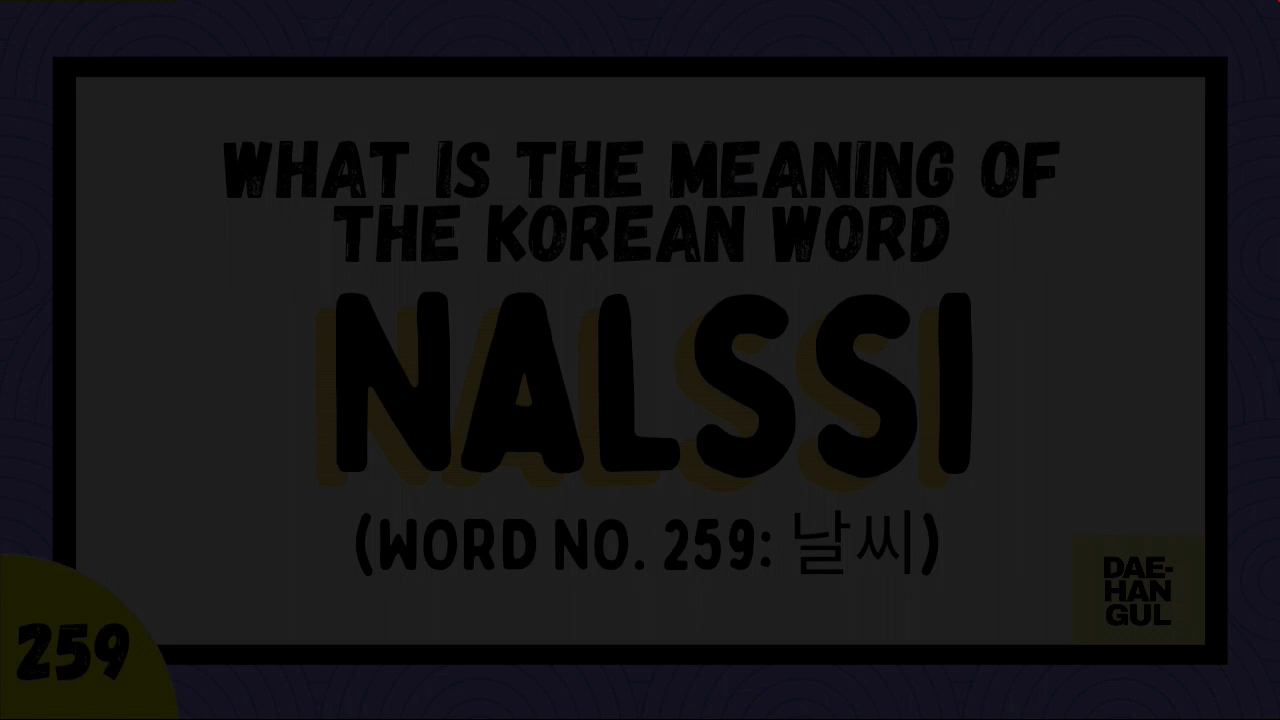 WHAT IS THE MEANING OF
THE KOREAN WORD
NALSSI
(WORD NO. 259: 날씨)
DAE-
HAN
GUL
259